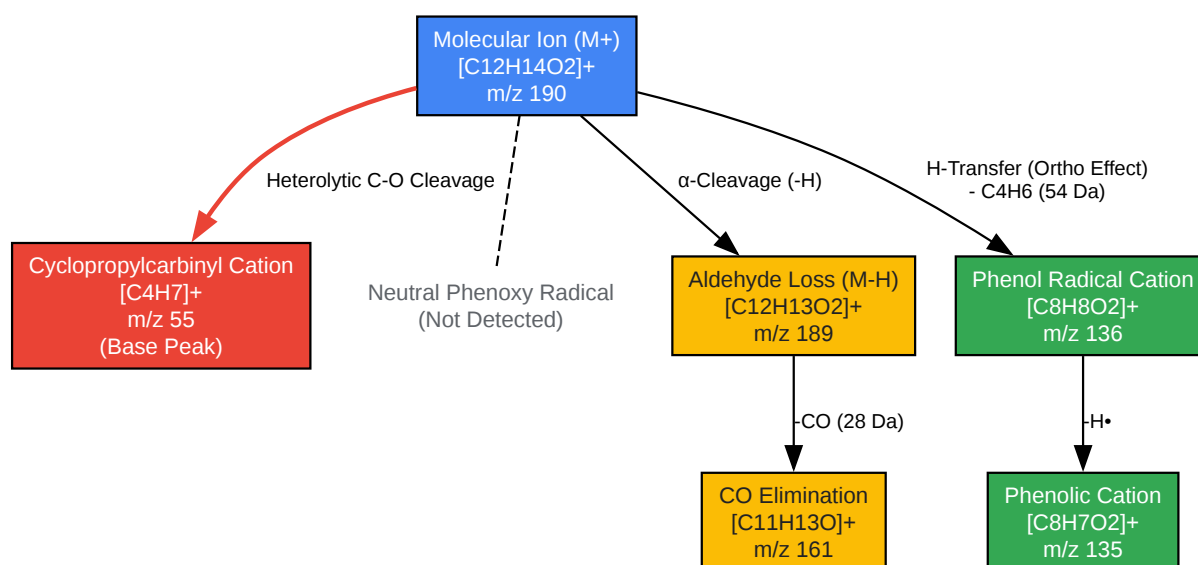 Molecular Ion (M+)
[C12H14O2]+
m/z 190
Heterolytic C-O Cleavage
α-Cleavage (-H)
H-Transfer (Ortho Effect)
- C4H6 (54 Da)
Cyclopropylcarbinyl Cation
[C4H7]+
m/z 55
(Base Peak)
Neutral Phenoxy Radical
(Not Detected)
Aldehyde Loss (M-H)
[C12H13O2]+
m/z 189
Phenol Radical Cation
[C8H8O2]+
m/z 136
-CO (28 Da)
-H•
CO Elimination
[C11H13O]+
m/z 161
Phenolic Cation
[C8H7O2]+
m/z 135